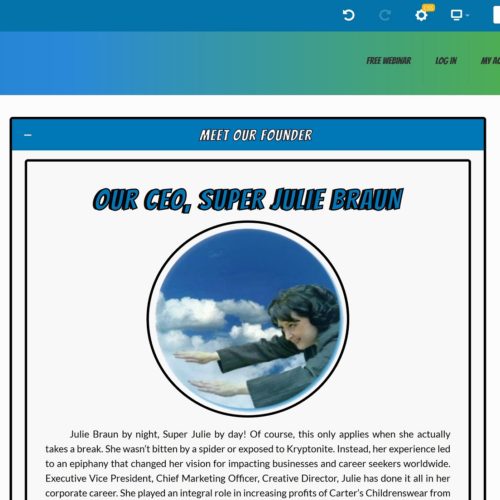 FREE WEBINAR LOG IN MY
MEET OUR FOUNDER
OUR CEO, SUPER JULIE BRAUN
Julie Braun by night, Super Julie by day! Of course, this only applies when she actually
takes a break. She wasn't bitten by a spider or exposed to Kryptonite. Instead, her experience led
to an epiphany that changed her vision for impacting businesses and career seekers worldwide.
Executive Vice President, Chief Marketing Officer, Creative Director, Julie has done it all in her
corporate career. She played an integral role in increasing profits of Carter's Childrenswear from